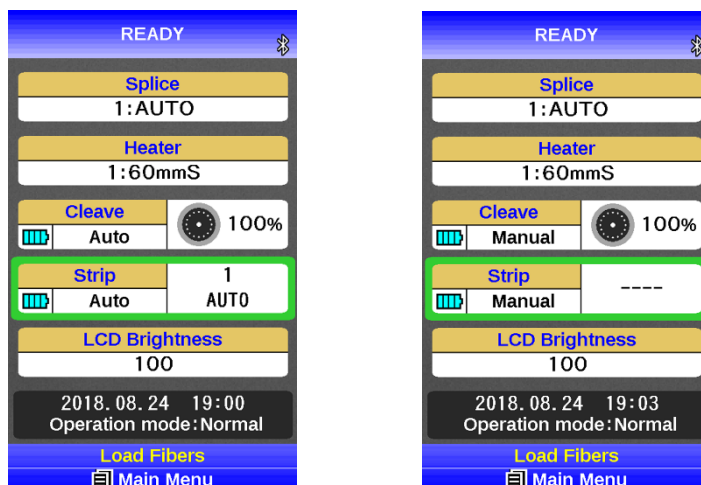 READY
Splice
1:AUTO
Heater
1:60mmS
Cleave
Auto
100%
Strip
Auto
1
AUTO
LCD Brightness
100
2018.08.24 19:00
Operation mode:Normal
Load Fibers
Main Menu
READY
Splice
1:AUTO
Heater
1:60mmS
Cleave
Manual
100%
Strip
Manual
----
LCD Brightness
100
2018.08.24 19:03
Operation mode:Normal
Load Fibers
Main Menu